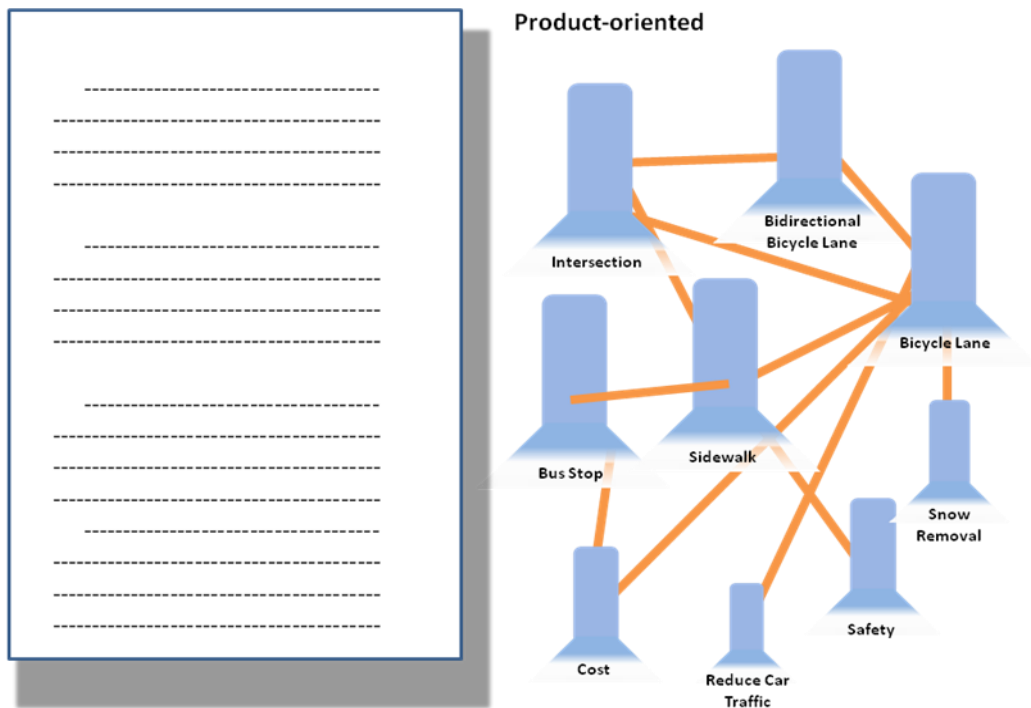 Product-oriented
Bidirectional
Bicycle Lane
Intersection
Bicycle Lane
Bus Stop
Sidewalk
Snow
Removal
Safety
Cost
Reduce Car
Traffic